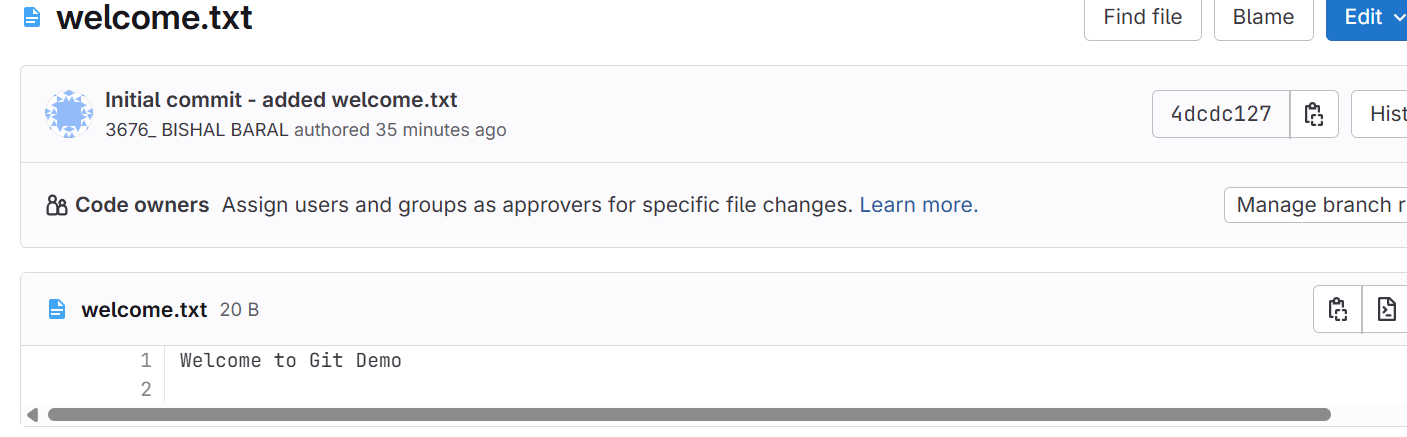 welcome.txt
Find file
Blame
Edit
Initial commit - added welcome.txt
3676_ BISHAL BARAL authored 35 minutes ago
4dcdc127
Hist
Code owners Assign users and groups as approvers for specific file changes. Learn more.
Manage branch r
welcome.txt 20 B
1 Welcome to Git Demo
2